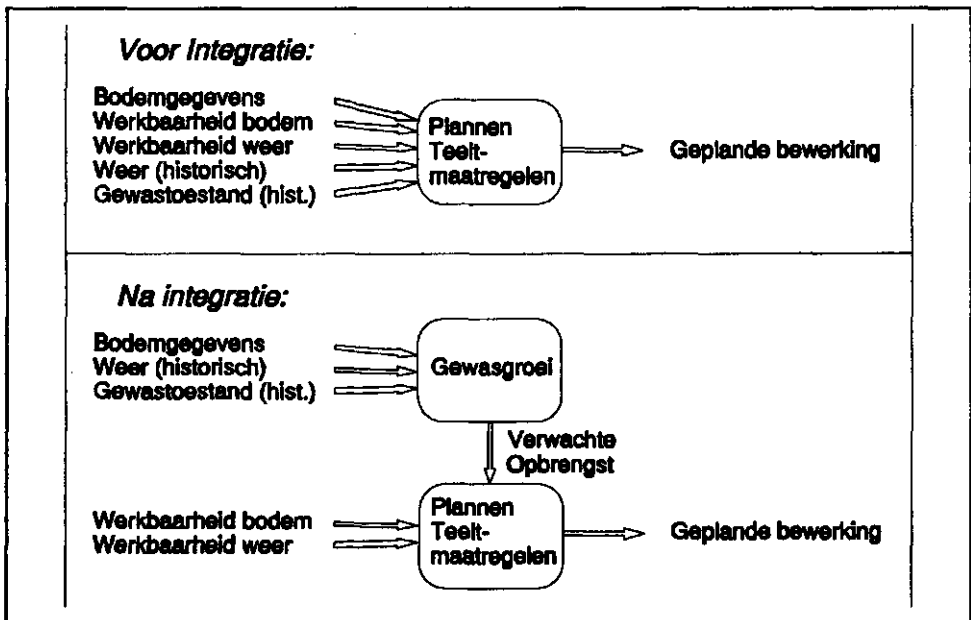 Voor Integratie:
Bodemgegevens
Werkbaarheid bodem
Werkbaarheid weer
Weer (historisch)
Gewastoestand (hist.)
Plannen
Teelt-
maatregelen
Geplande bewerking
Na integratie:
Bodemgegevens
Weer (historisch)
Gewastoestand (hist.)
Gewasgroei
Verwachte
Opbrengst
Werkbaarheid bodem
Werkbaarheid weer
Plannen
Teelt-
maatregelen
Geplande bewerking